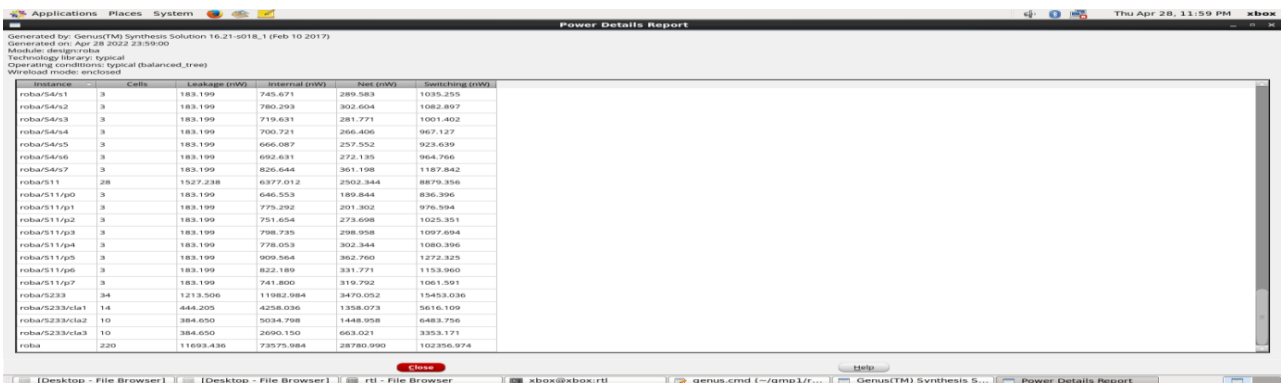 Applications Places System Thu Apr 28, 11:59 PM xbox
Power Details Report
Generated by: Genus(TM) Synthesis Solution 16.21-s018_1 (Feb 10 2017)
Generated on: Apr 28 2022 23:59:00
Module: design:roba
Technology library: typical
Operating conditions: typical (balanced_tree)
Wireload mode: enclosed
Instance Cells Leakage (nW) Internal (nW) Net (nW) Switching (nW)
roba/S4/s1 3 183.199 745.671 289.583 1035.255
roba/S4/s2 3 183.199 780.293 302.604 1082.897
roba/S4/s3 3 183.199 719.631 281.771 1001.402
roba/S4/s4 3 183.199 700.721 266.406 967.127
roba/S4/s5 3 183.199 666.087 257.552 923.639
roba/S4/s6 3 183.199 692.631 272.135 964.766
roba/S4/s7 3 183.199 826.644 361.198 1187.842
roba/S11 28 1527.238 6377.012 2502.344 8879.356
roba/S11/p0 3 183.199 646.553 189.844 836.396
roba/S11/p1 3 183.199 775.292 201.302 976.594
roba/S11/p2 3 183.199 751.654 273.698 1025.351
roba/S11/p3 3 183.199 798.735 298.958 1097.694
roba/S11/p4 3 183.199 778.053 302.344 1080.396
roba/S11/p5 3 183.199 909.564 362.760 1272.325
roba/S11/p6 3 183.199 822.189 331.771 1153.960
roba/S11/p7 3 183.199 741.800 319.792 1061.591
roba/S233 34 1213.506 11982.984 3470.052 15453.036
roba/S233/cla1 14 444.205 4258.036 1358.073 5616.109
roba/S233/cla2 10 384.650 5034.798 1448.958 6483.756
roba/S233/cla3 10 384.650 2690.150 663.021 3353.171
roba 220 11693.436 73575.984 28780.990 102356.974
Close Help
[Desktop - File Browser] [Desktop - File Browser] rtl - File Browser xbox@xbox:rtl genus.cmd (~/gmp1/r... Genus(TM) Synthesis S... Power Details Report